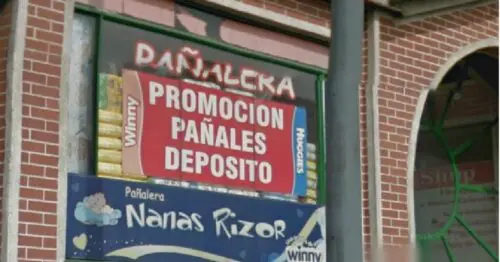 PAÑALERA
PROMOCION
PAÑALES
DEPOSITO
Winny
HUGGIES
Pañalera
Nanas Rizor
winny